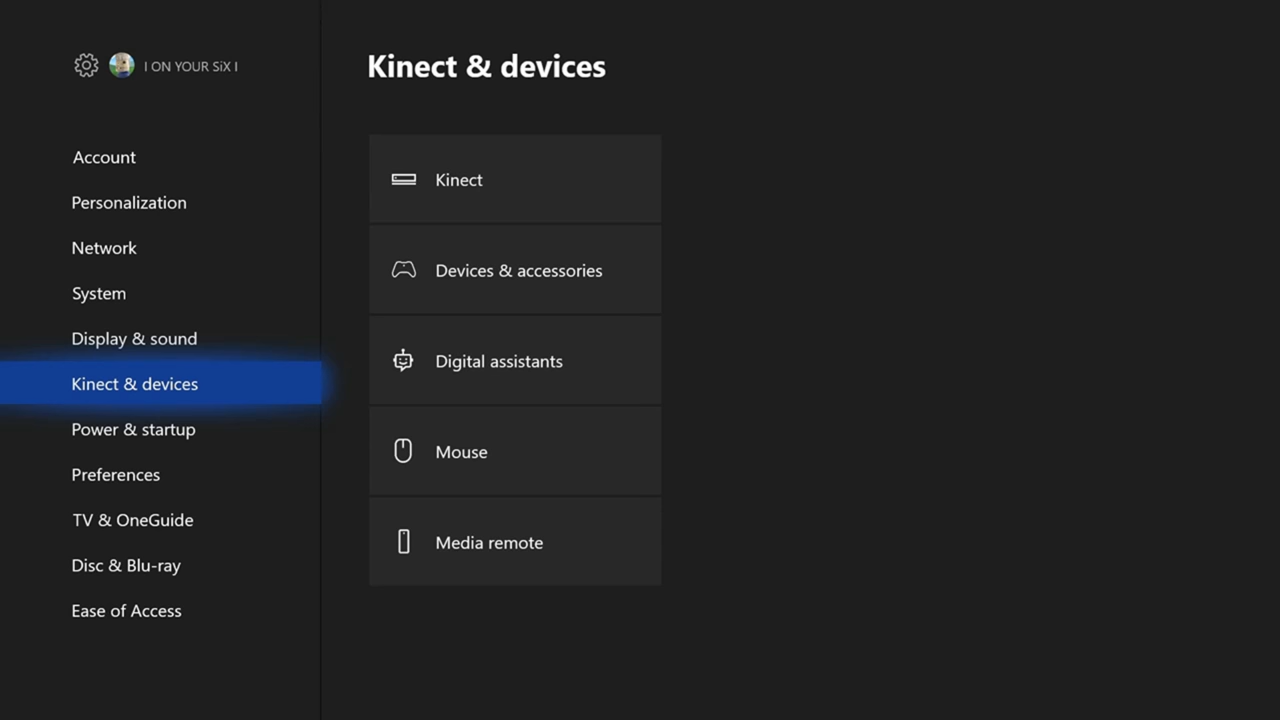 I ON YOUR SiX I
Account
Personalization
Network
System
Display & sound
Kinect & devices
Power & startup
Preferences
TV & OneGuide
Disc & Blu-ray
Ease of Access
Kinect & devices
Kinect
Devices & accessories
Digital assistants
Mouse
Media remote